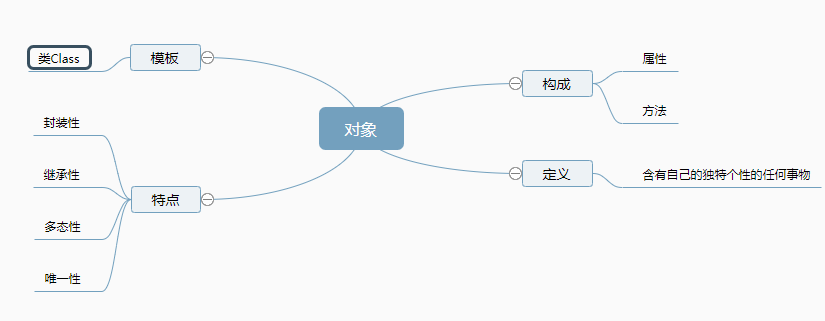 对象
模板
类Class
特点
封装性
继承性
多态性
唯一性
构成
属性
方法
定义
含有自己的独特个性的任何事物